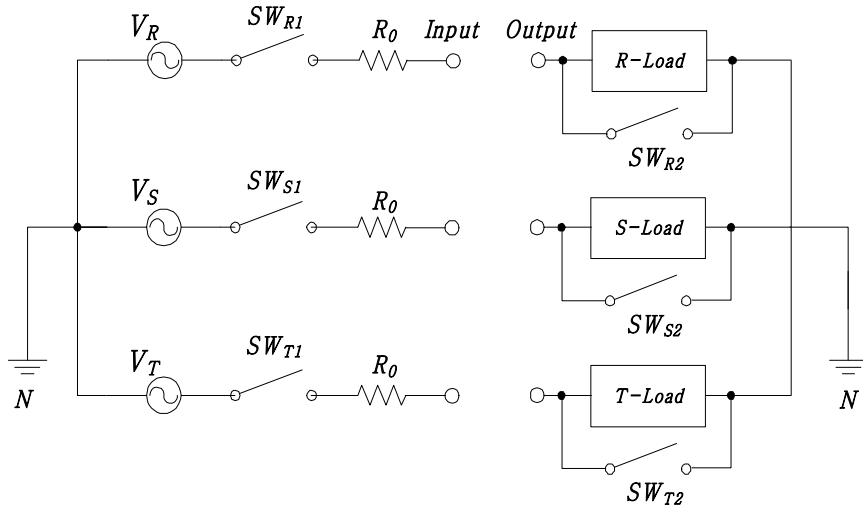 V_R SW_R1 R_0 Input Output R-Load
SW_R2
V_S SW_S1 R_0 S-Load
SW_S2
V_T SW_T1 R_0 T-Load
N N
SW_T2